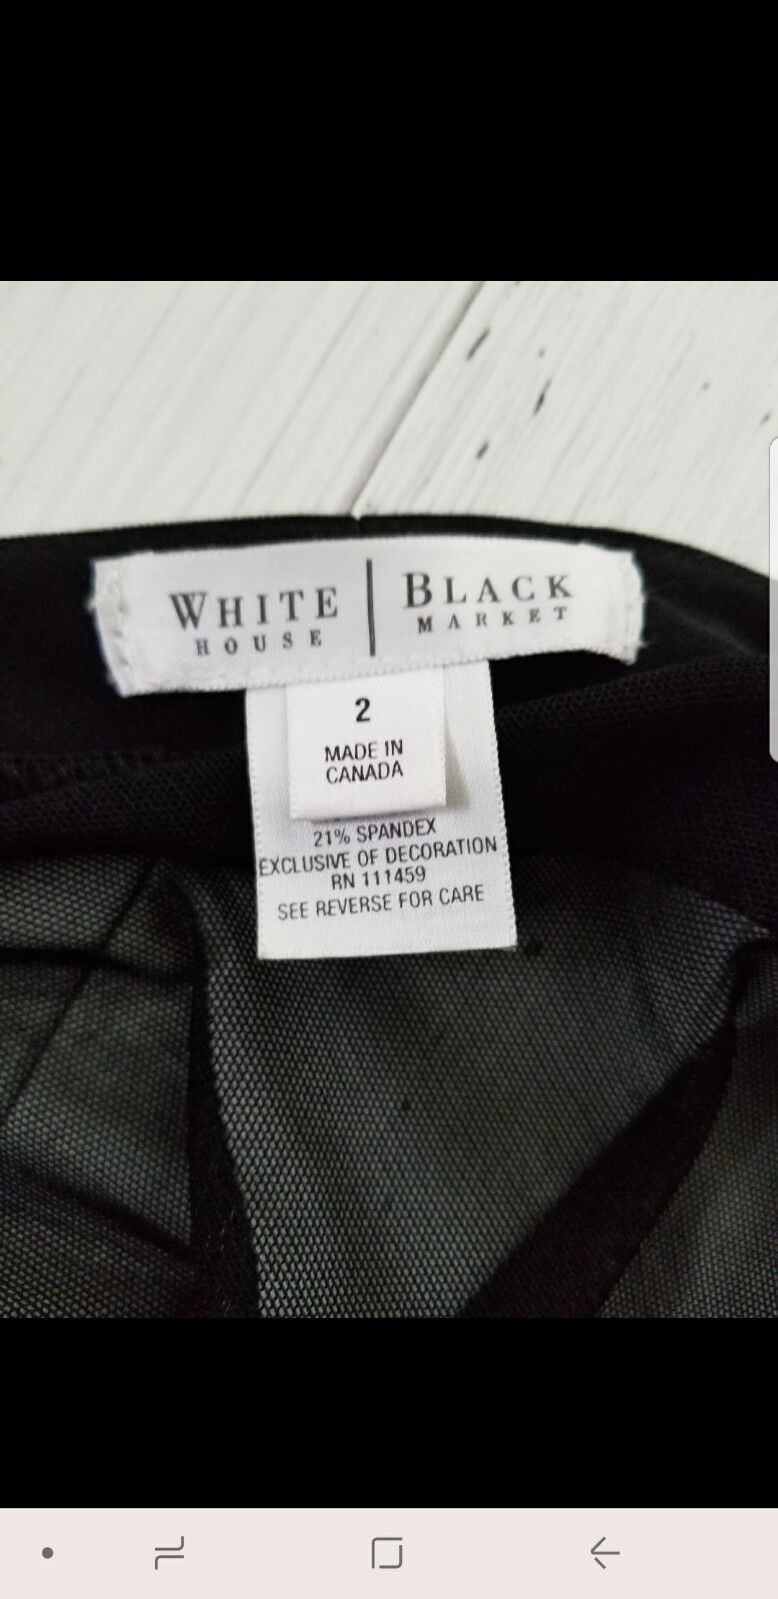 WHITE | BLACK
HOUSE MARKET
2
MADE IN
CANADA
21% SPANDEX
EXCLUSIVE OF DECORATION
RN 111459
SEE REVERSE FOR CARE